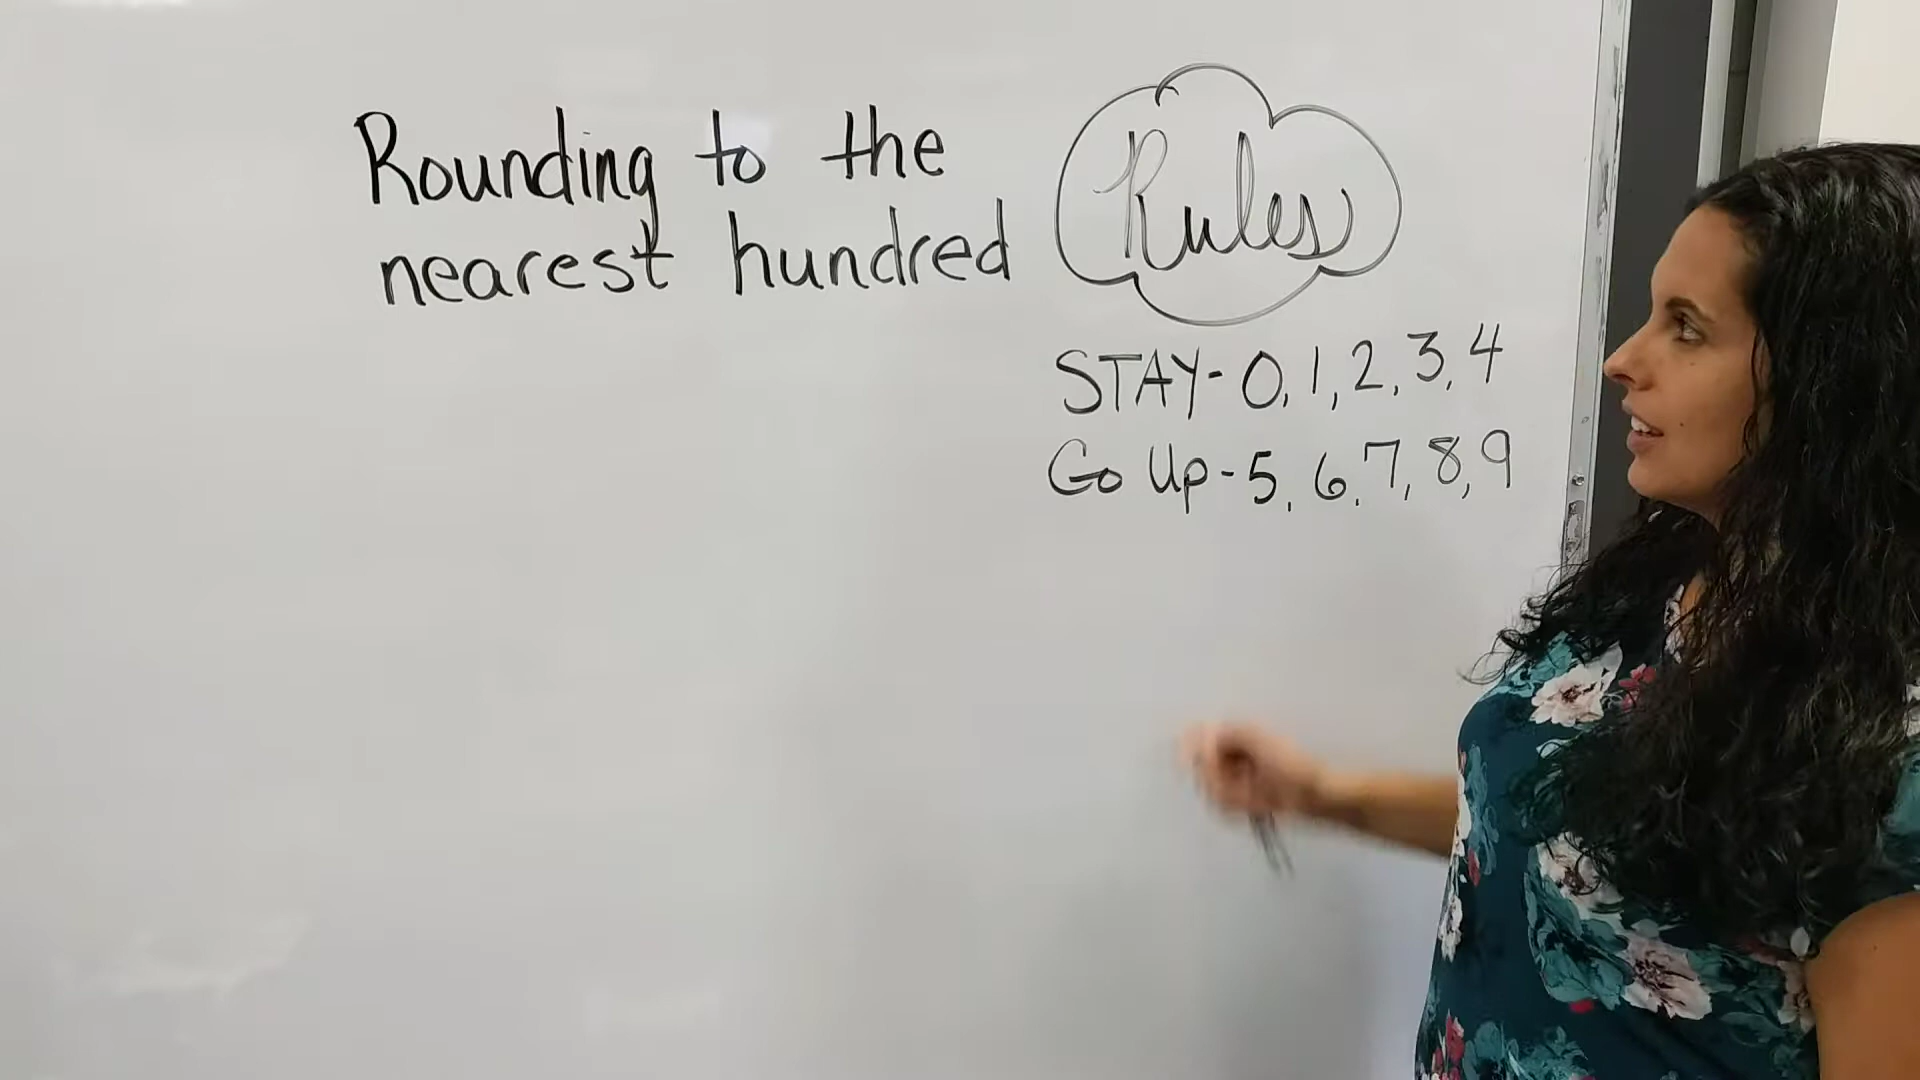 Rounding to the
nearest hundred
Rules
STAY- 0, 1, 2, 3, 4
Go Up - 5, 6, 7, 8, 9